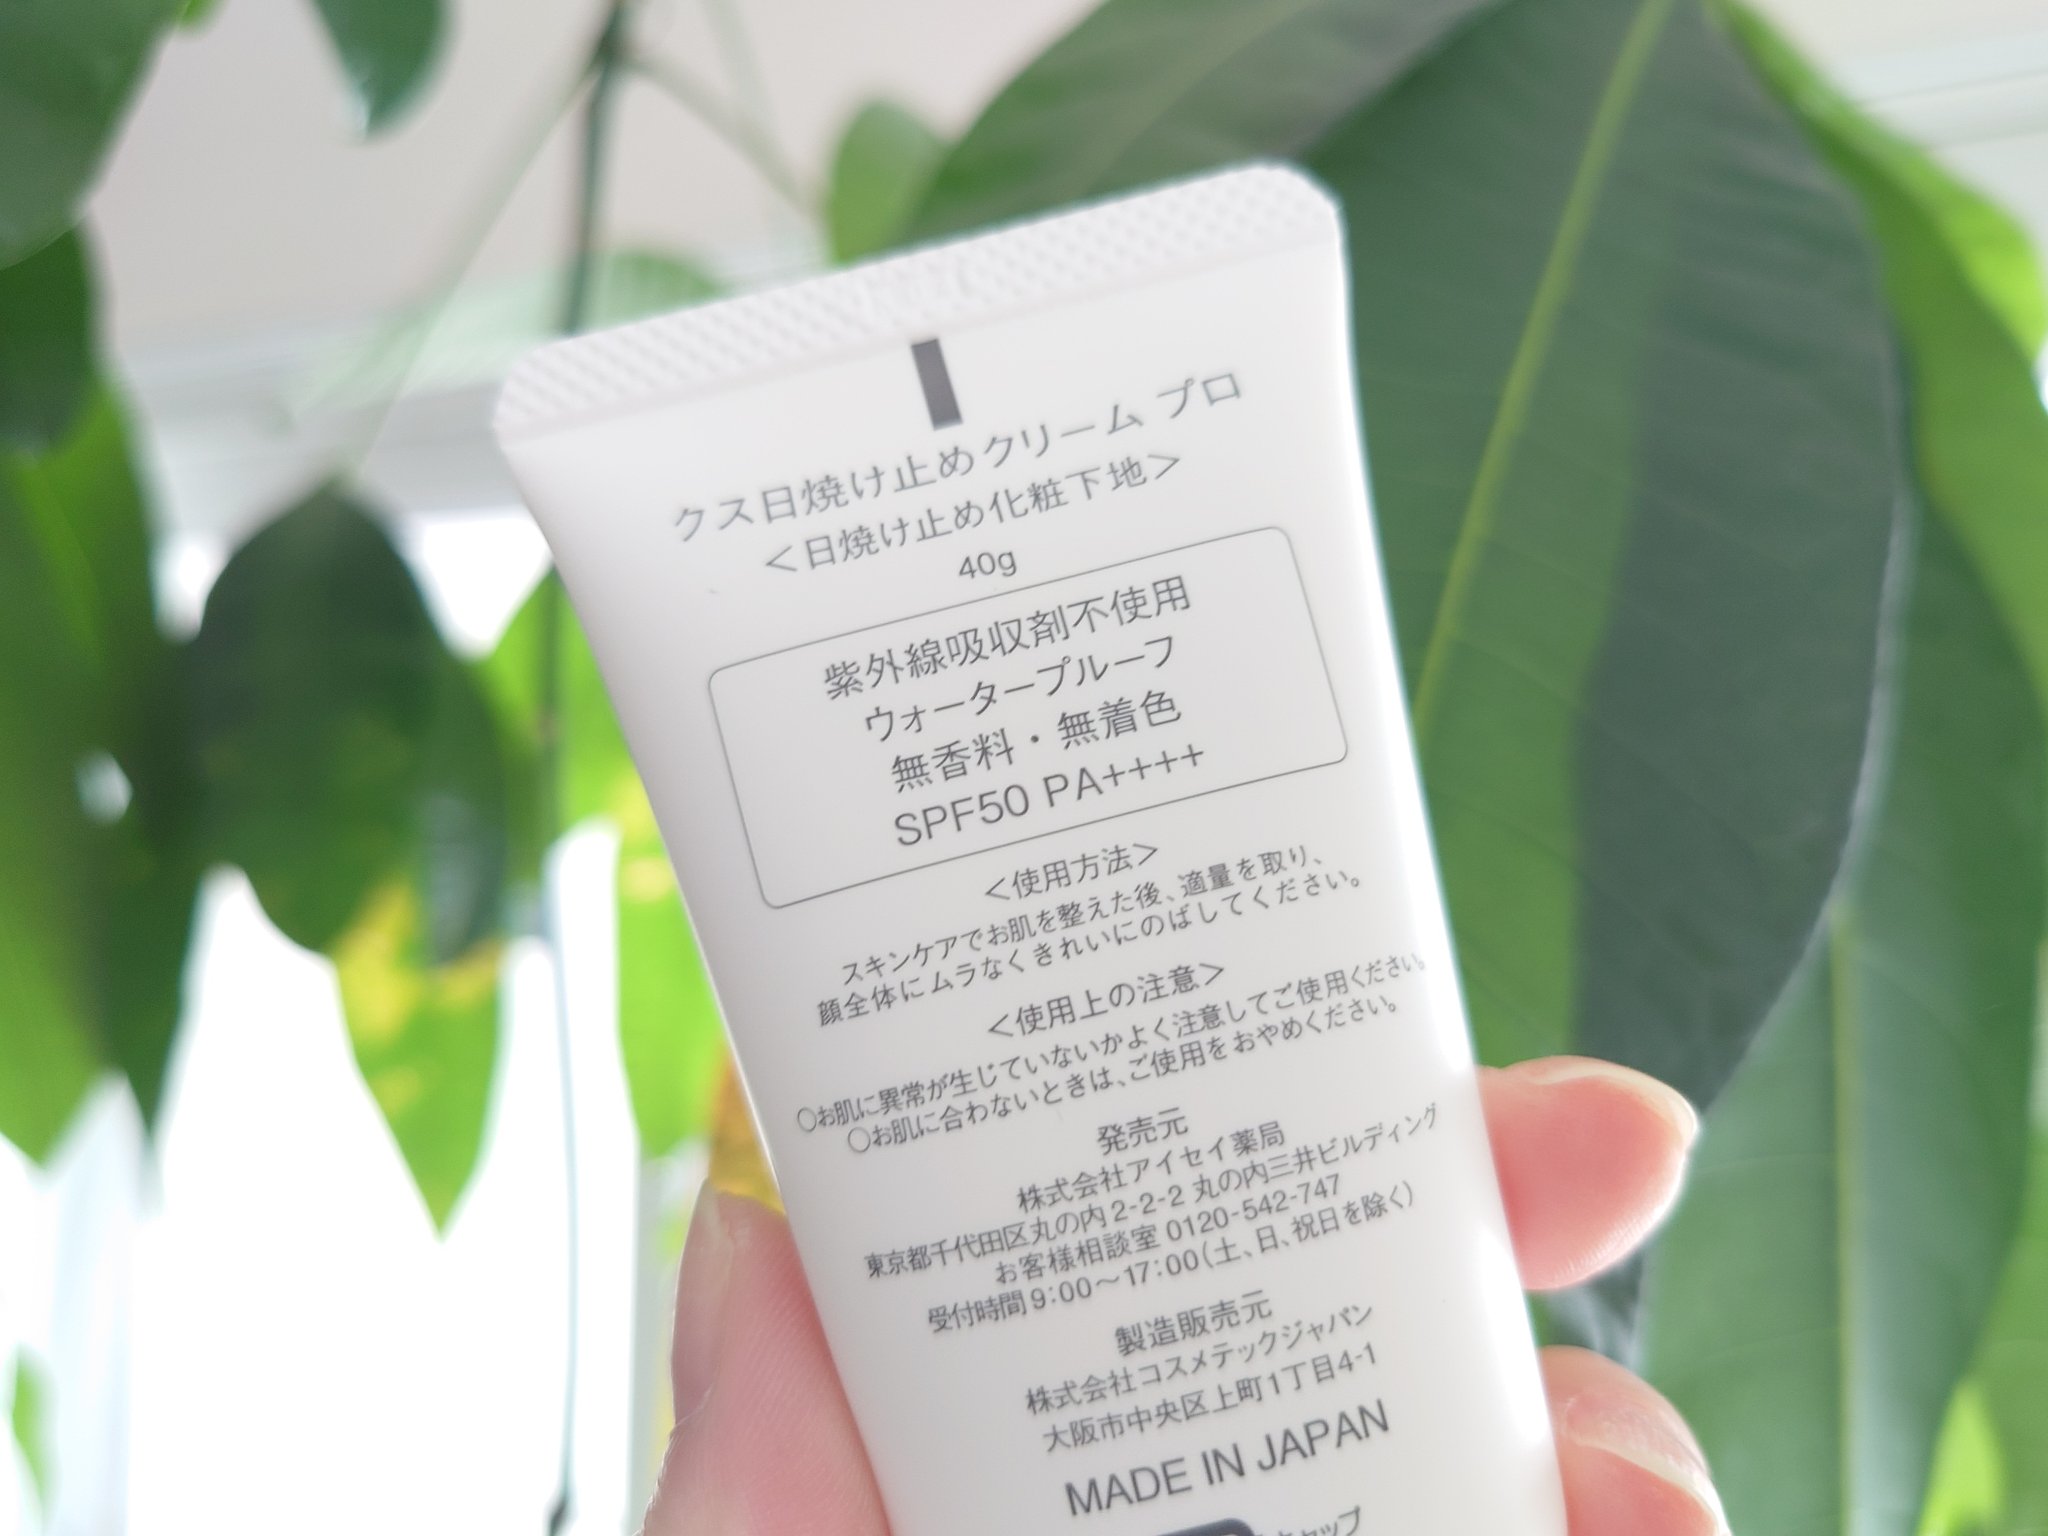 クス日焼け止めクリーム プロ
＜日焼け止め化粧下地＞
40g
紫外線吸収剤不使用
ウォータープルーフ
無香料・無着色
SPF50 PA++++
＜使用方法＞
スキンケアでお肌を整えた後、適量を取り、
顔全体にムラなくきれいにのばしてください。
＜使用上の注意＞
○お肌に異常が生じていないかよく注意してご使用ください。
○お肌に合わないときは、ご使用をおやめください。
発売元
株式会社アイセイ薬局
東京都千代田区丸の内2-2-2 丸の内三井ビルディング
お客様相談室 0120-542-747
受付時間 9：00～17：00（土、日、祝日を除く）
製造販売元
株式会社コスメテックジャパン
大阪市中央区上町1丁目4-1
MADE IN JAPAN
キャップ